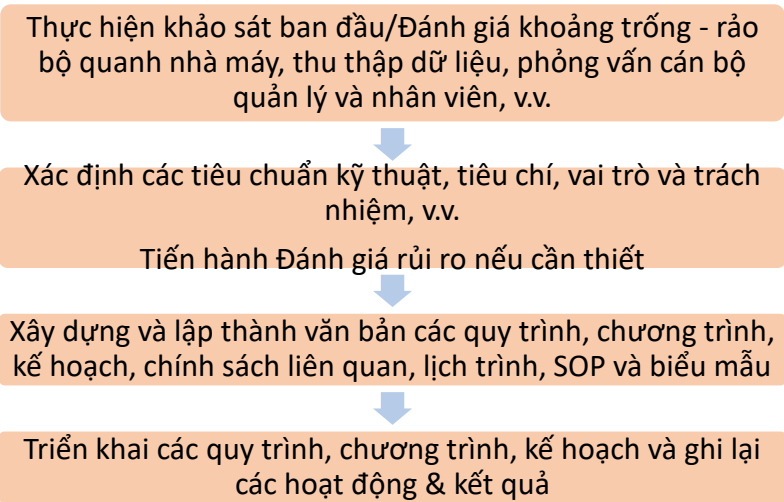 Thực hiện khảo sát ban đầu/Đánh giá khoảng trống - rảo
bộ quanh nhà máy, thu thập dữ liệu, phỏng vấn cán bộ
quản lý và nhân viên, v.v.
Xác định các tiêu chuẩn kỹ thuật, tiêu chí, vai trò và trách
nhiệm, v.v.
Tiến hành Đánh giá rủi ro nếu cần thiết
Xây dựng và lập thành văn bản các quy trình, chương trình,
kế hoạch, chính sách liên quan, lịch trình, SOP và biểu mẫu
Triển khai các quy trình, chương trình, kế hoạch và ghi lại
các hoạt động & kết quả